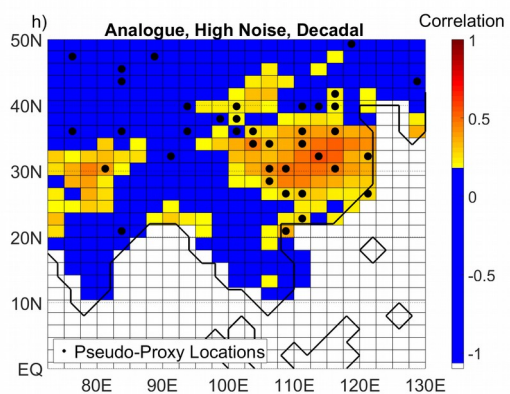 h)
Analogue, High Noise, Decadal
Correlation
50N
40N
30N
20N
10N
EQ
• Pseudo-Proxy Locations
80E 90E 100E 110E 120E 130E
1
0.5
0
-0.5
-1